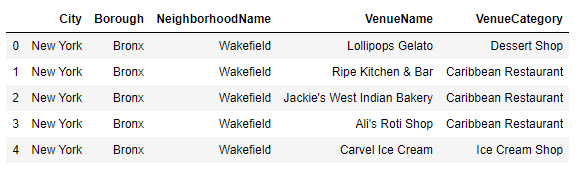 City Borough NeighborhoodName VenueName VenueCategory
0 New York Bronx Wakefield Lollipops Gelato Dessert Shop
1 New York Bronx Wakefield Ripe Kitchen & Bar Caribbean Restaurant
2 New York Bronx Wakefield Jackie's West Indian Bakery Caribbean Restaurant
3 New York Bronx Wakefield Ali's Roti Shop Caribbean Restaurant
4 New York Bronx Wakefield Carvel Ice Cream Ice Cream Shop